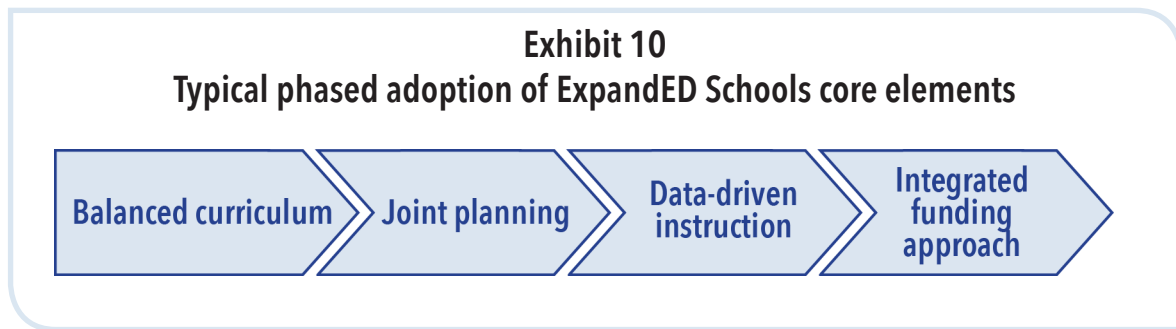 Exhibit 10
Typical phased adoption of ExpandED Schools core elements
Balanced curriculum
Joint planning
Data-driven
instruction
Integrated
funding
approach